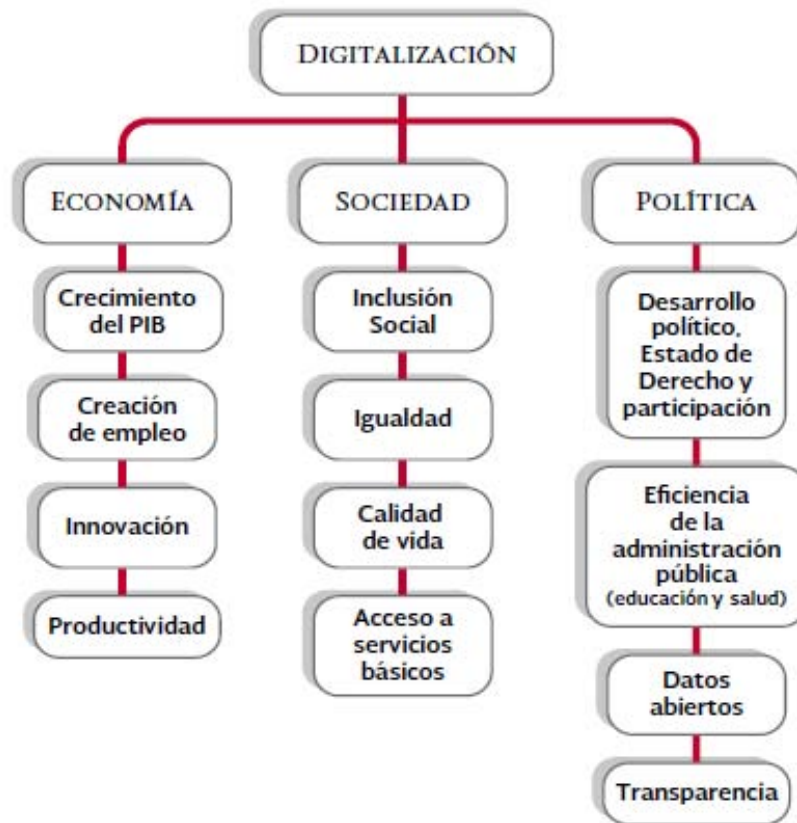 DIGITALIZACIÓN
ECONOMÍA
Crecimiento
del PIB
Creación
de empleo
Innovación
Productividad
SOCIEDAD
Inclusión
Social
Igualdad
Calidad
de vida
Acceso a
servicios
básicos
POLÍTICA
Desarrollo
político,
Estado de
Derecho y
participación
Eficiencia
de la
administración
pública
(educación y salud)
Datos
abiertos
Transparencia